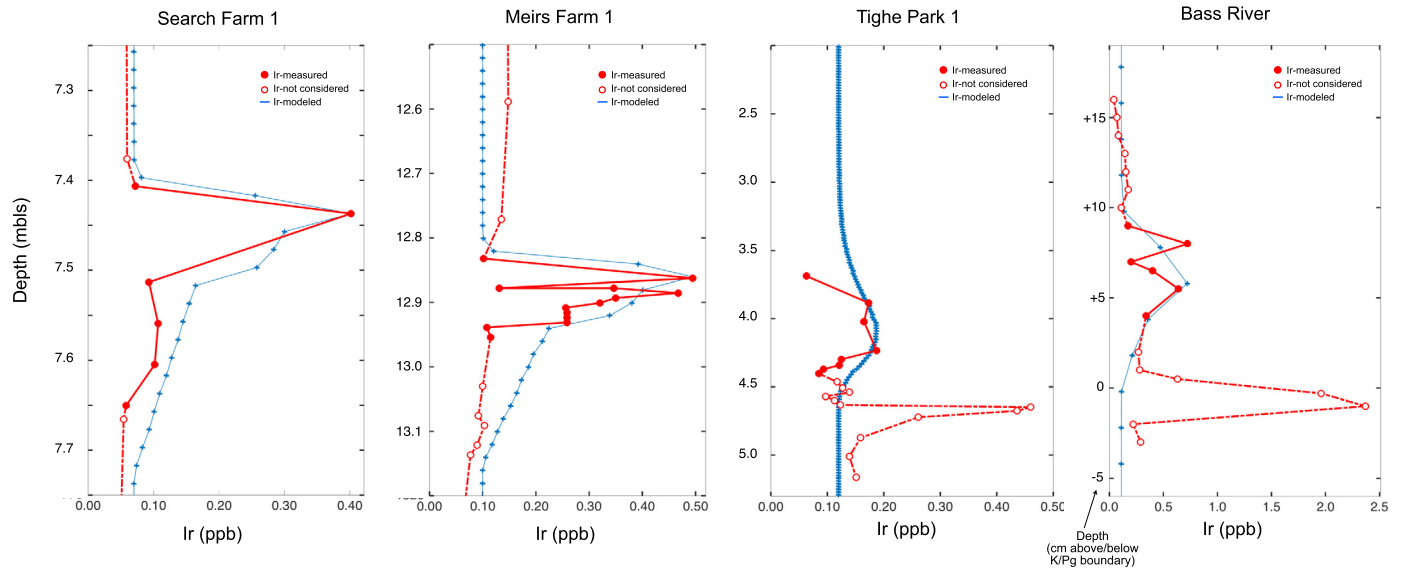 Search Farm 1
Meirs Farm 1
Tighe Park 1
Bass River
Depth (mbls)
Ir-measured
Ir-not considered
Ir-modeled
7.3
7.4
7.5
7.6
7.7
0.00
0.10
0.20
0.30
0.40
Ir (ppb)
Ir-measured
Ir-not considered
Ir-modeled
12.6
12.7
12.8
12.9
13.0
13.1
0.00
0.10
0.20
0.30
0.40
0.50
Ir (ppb)
Ir-measured
Ir-not considered
Ir-modeled
2.5
3.0
3.5
4.0
4.5
5.0
0.00
0.10
0.20
0.30
0.40
0.50
Ir (ppb)
Ir-measured
Ir-not considered
Ir-modeled
+15
+10
+5
0
-5
0.0
0.5
1.0
1.5
2.0
2.5
Ir (ppb)
Depth
(cm above/below
K/Pg boundary)